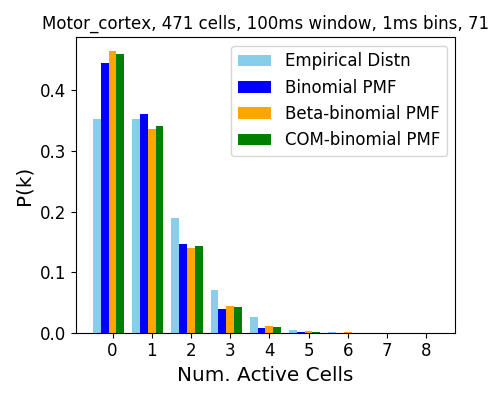 Motor_cortex, 471 cells, 100ms window, 1ms bins, 71
Empirical Distn
Binomial PMF
Beta-binomial PMF
COM-binomial PMF
P(k)
0.4
0.3
0.2
0.1
0.0
0 1 2 3 4 5 6 7 8
Num. Active Cells